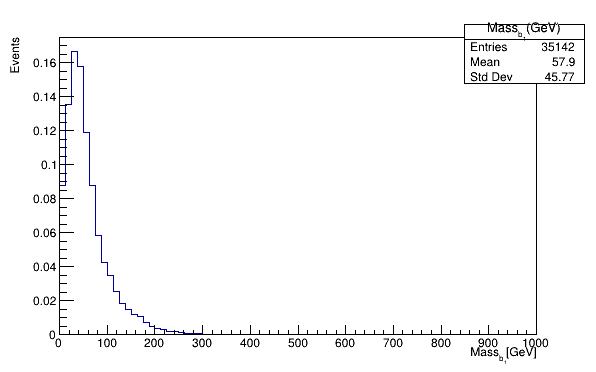 Mass_b_1(GeV)
Entries 35142
Mean 57.9
Std Dev 45.77
Events
0.16
0.14
0.12
0.1
0.08
0.06
0.04
0.02
0
0 100 200 300 400 500 600 700 800 900 1000
Mass_b_1[GeV]